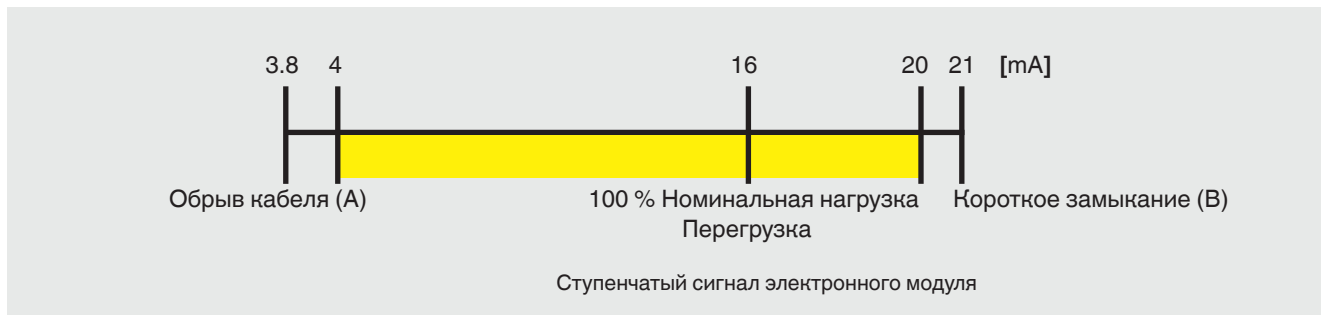 3.8 4 16 20 21 [mA]
Обрыв кабеля (A) 100 % Номинальная нагрузка Короткое замыкание (B)
Перегрузка
Ступенчатый сигнал электронного модуля